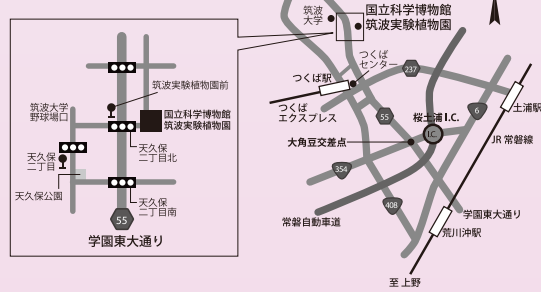 筑波実験植物園前
筑波大学
野球場口
国立科学博物館
筑波実験植物園
天久保
二丁目北
天久保
二丁目
天久保公園
天久保
二丁目南
55
学園東大通り
筑波
大学
国立科学博物館
筑波実験植物園
つくば
センター
つくば駅
237
つくば
エクスプレス
55
桜土浦I.C.
6
土浦駅
I.C.
大角豆交差点
JR 常磐線
354
408
常磐自動車道
学園東大通り
荒川沖駅
至 上野